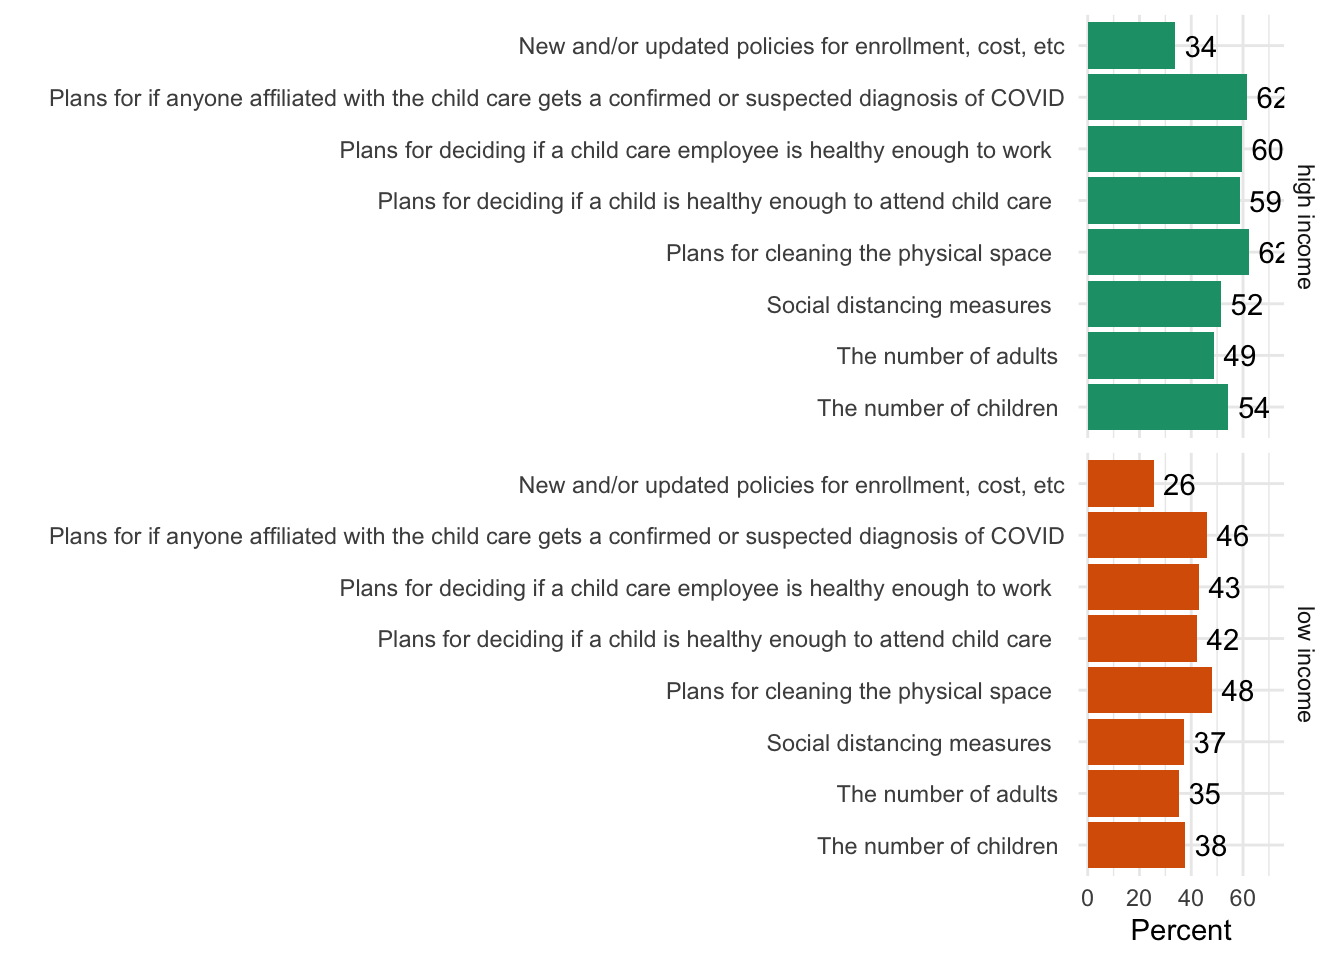 New and/or updated policies for enrollment, cost, etc 34
Plans for if anyone affiliated with the child care gets a confirmed or suspected diagnosis of COVID 62
Plans for deciding if a child care employee is healthy enough to work 60
Plans for deciding if a child is healthy enough to attend child care 59
Plans for cleaning the physical space 62
Social distancing measures 52
The number of adults 49
The number of children 54
high income
New and/or updated policies for enrollment, cost, etc 26
Plans for if anyone affiliated with the child care gets a confirmed or suspected diagnosis of COVID 46
Plans for deciding if a child care employee is healthy enough to work 43
Plans for deciding if a child is healthy enough to attend child care 42
Plans for cleaning the physical space 48
Social distancing measures 37
The number of adults 35
The number of children 38
low income
0 20 40 60
Percent